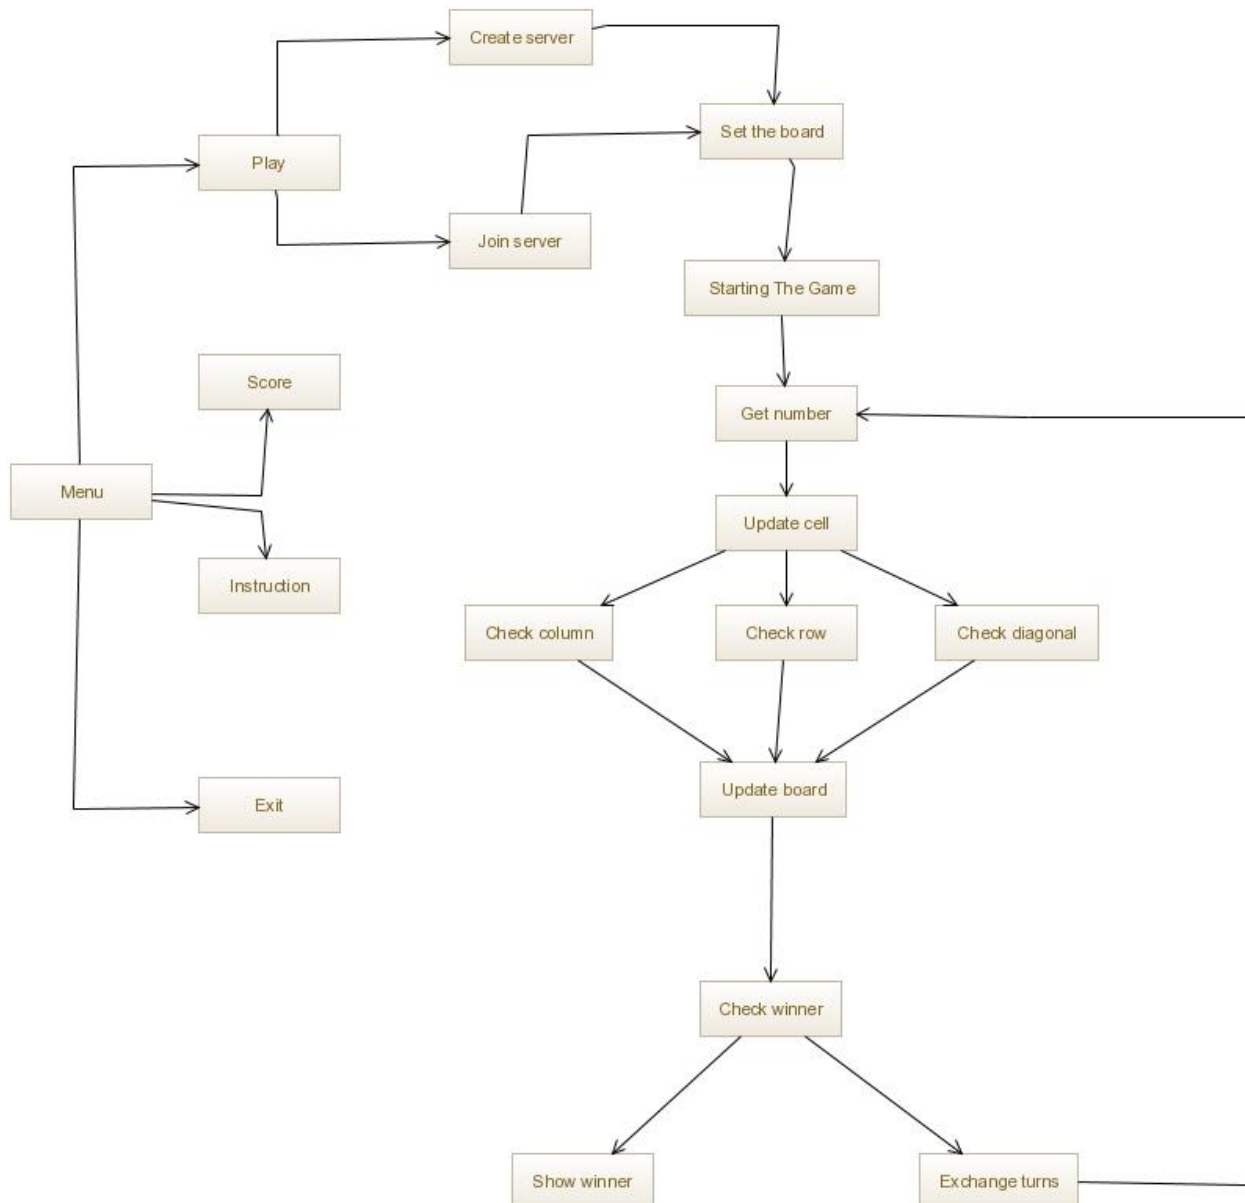 Create server
Set the board
Play
Join server
Starting The Game
Score
Get number
Menu
Update cell
Instruction
Check column
Check row
Check diagonal
Update board
Exit
Check winner
Show winner
Exchange turns